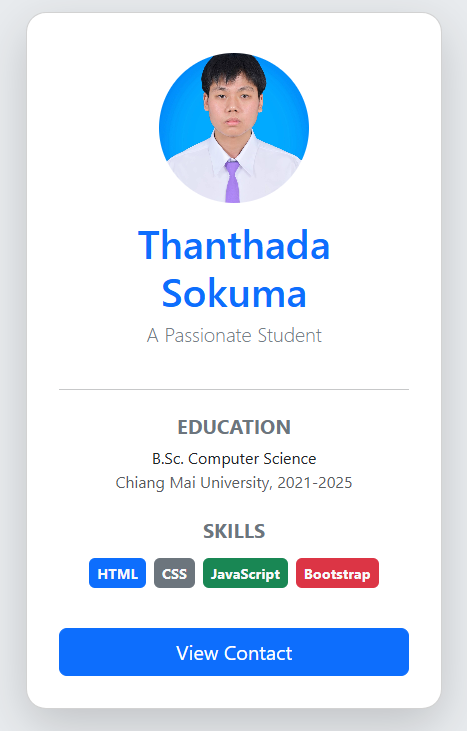 Thanthada
Sokuma
A Passionate Student
EDUCATION
B.Sc. Computer Science
Chiang Mai University, 2021-2025
SKILLS
HTML CSS JavaScript Bootstrap
View Contact